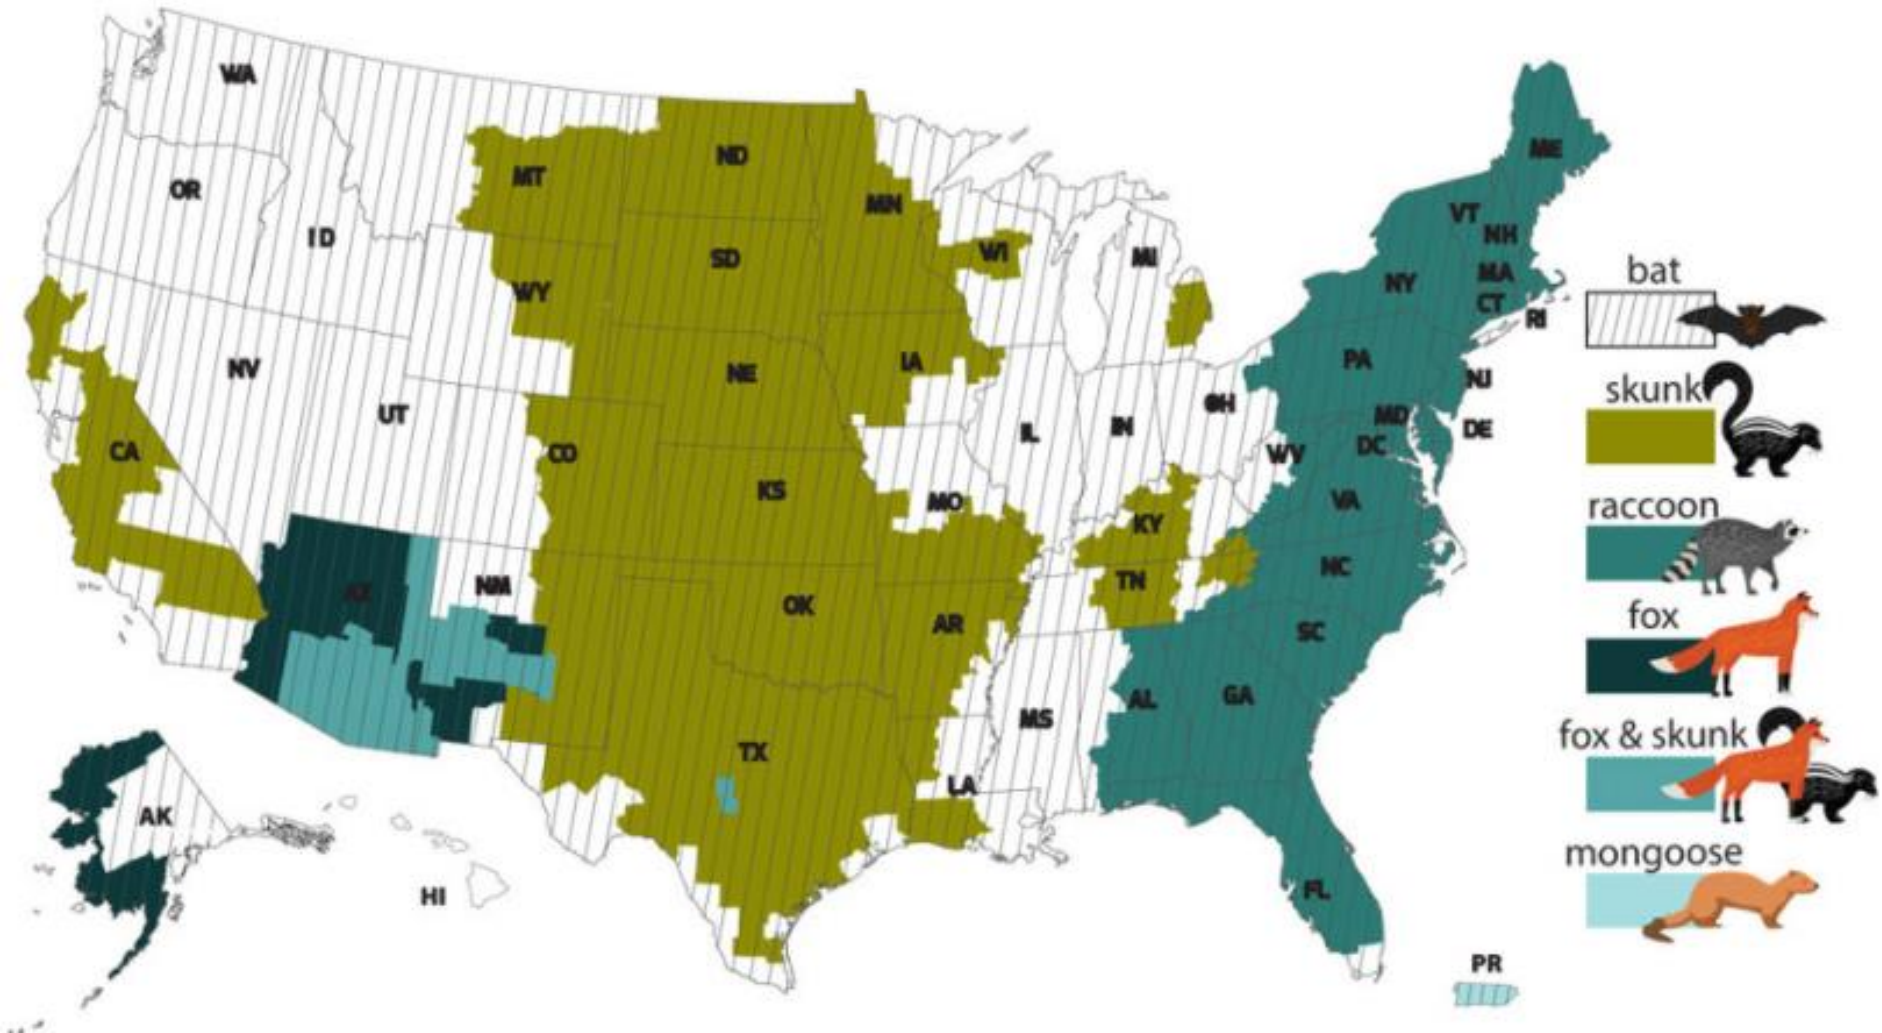 WA
OR
ID
MT
ND
MN
WI
MI
ME
VT
NH
NY
MA
CT
RI
WY
SD
IA
NE
NV
UT
CO
CA
KS
MO
IL
IN
OH
PA
NJ
MD
DE
DC
WV
VA
KY
TN
NC
SC
AZ
NM
OK
AR
TX
LA
MS
AL
GA
FL
AK
HI
PR
bat
skunk
raccoon
fox
fox & skunk
mongoose